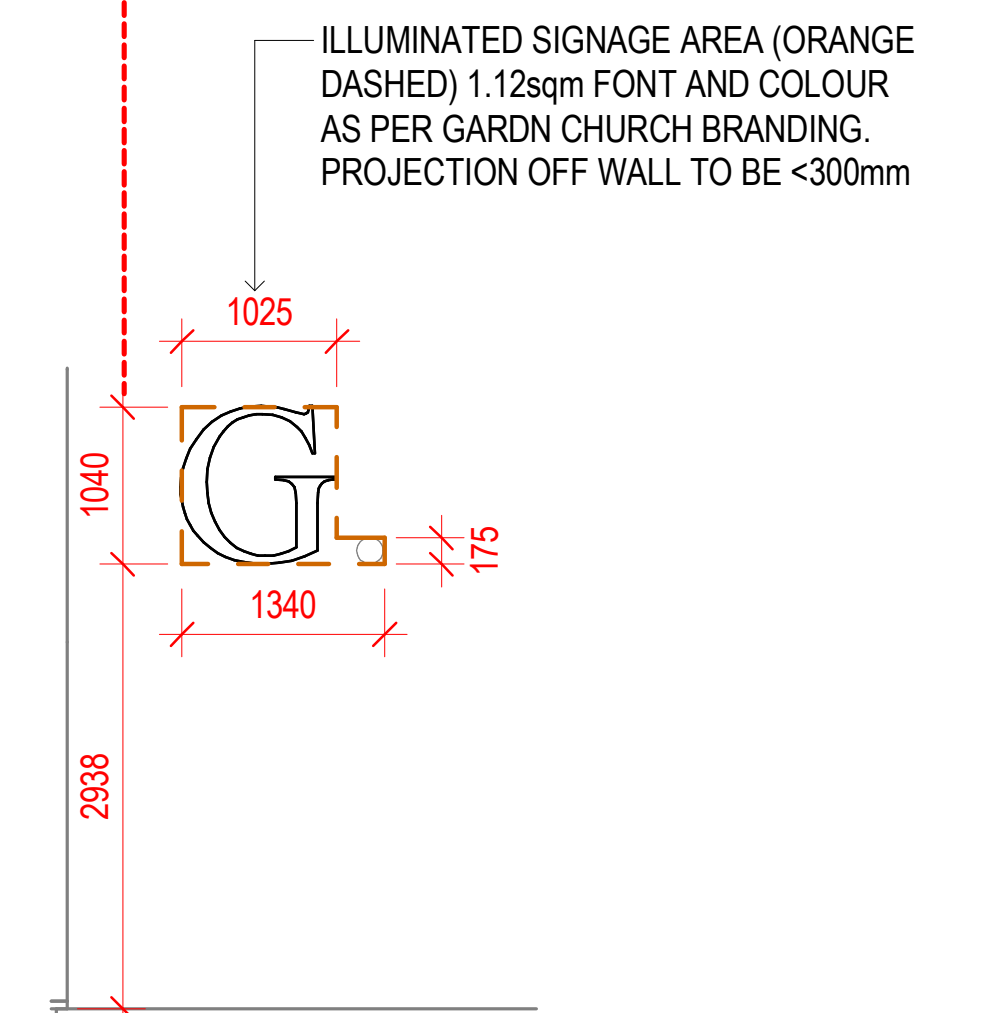 ILLUMINATED SIGNAGE AREA (ORANGE
DASHED) 1.12sqm FONT AND COLOUR
AS PER GARDN CHURCH BRANDING.
PROJECTION OFF WALL TO BE <300mm
1025
1040
G
175
1340
2938